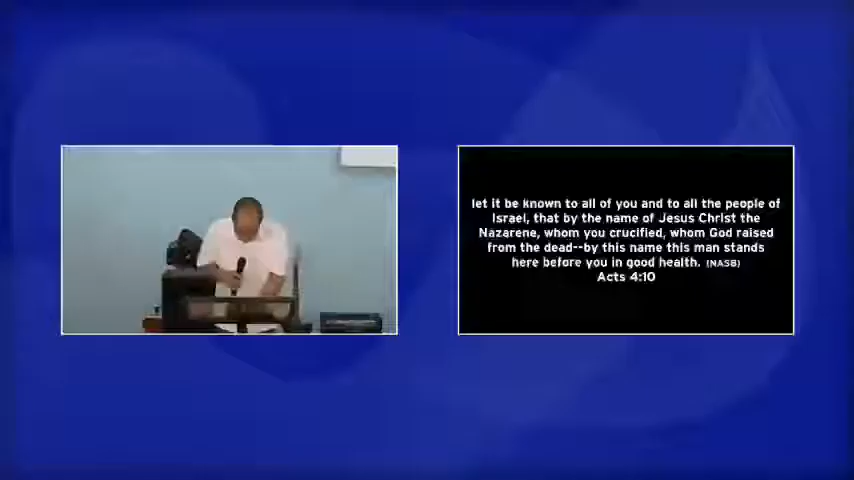 let it be known to all of you and to all the people of
Israel, that by the name of Jesus Christ the
Nazarene, whom you crucified, whom God raised
from the dead--by this name this man stands
here before you in good health. (NASB)
Acts 4:10